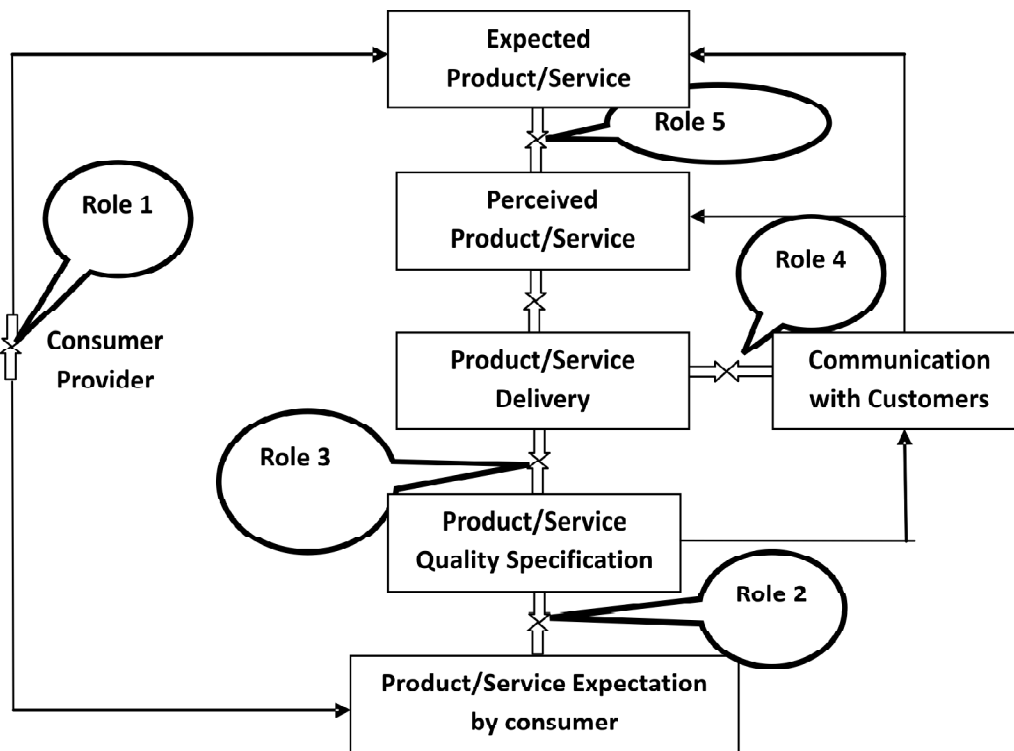 Expected
Product/Service
Role 5
Role 1
Perceived
Product/Service
Role 4
Consumer
Provider
Product/Service
Delivery
Communication
with Customers
Role 3
Product/Service
Quality Specification
Role 2
Product/Service Expectation
by consumer